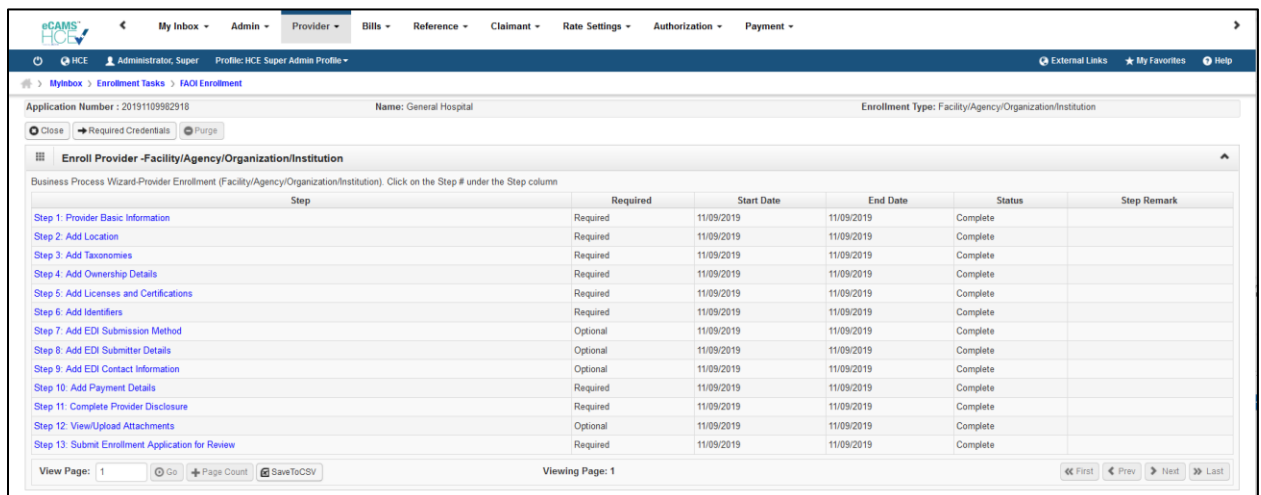 eCAMS™
HCE
My Inbox Admin Provider Bills Reference Claimant Rate Settings Authorization Payment
HCE Administrator, Super Profile: HCE Super Admin Profile External Links My Favorites Help
MyInbox > Enrollment Tasks > FAOI Enrollment
Application Number : 20191109982918 Name: General Hospital Enrollment Type: Facility/Agency/Organization/Institution
Close Required Credentials Purge
Enroll Provider -Facility/Agency/Organization/Institution
Business Process Wizard-Provider Enrollment (Facility/Agency/Organization/Institution). Click on the Step # under the Step column
Step Required Start Date End Date Status Step Remark
Step 1: Provider Basic Information Required 11/09/2019 11/09/2019 Complete
Step 2: Add Location Required 11/09/2019 11/09/2019 Complete
Step 3: Add Taxonomies Required 11/09/2019 11/09/2019 Complete
Step 4: Add Ownership Details Required 11/09/2019 11/09/2019 Complete
Step 5: Add Licenses and Certifications Required 11/09/2019 11/09/2019 Complete
Step 6: Add Identifiers Required 11/09/2019 11/09/2019 Complete
Step 7: Add EDI Submission Method Optional 11/09/2019 11/09/2019 Complete
Step 8: Add EDI Submitter Details Optional 11/09/2019 11/09/2019 Complete
Step 9: Add EDI Contact Information Optional 11/09/2019 11/09/2019 Complete
Step 10: Add Payment Details Required 11/09/2019 11/09/2019 Complete
Step 11: Complete Provider Disclosure Required 11/09/2019 11/09/2019 Complete
Step 12: View/Upload Attachments Optional 11/09/2019 11/09/2019 Complete
Step 13: Submit Enrollment Application for Review Required 11/09/2019 11/09/2019 Complete
View Page: 1 Go Page Count SaveToCSV Viewing Page: 1 First Prev Next Last